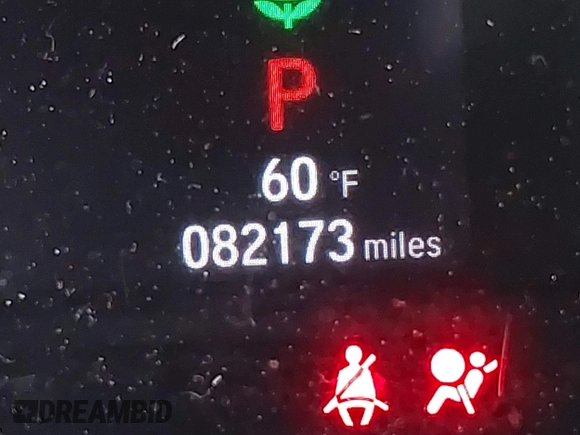 P
60 °F
082173 miles
DREAMBID